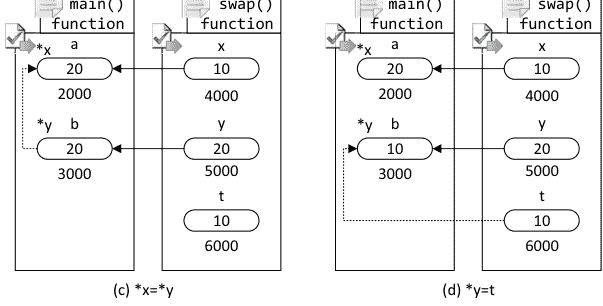 main()
function
swap()
function
*x
a
20
2000
x
10
4000
*y
b
20
3000
y
20
5000
t
10
6000
(c) *x=*y
main()
function
swap()
function
*x
a
20
2000
x
10
4000
*y
b
10
3000
y
20
5000
t
10
6000
(d) *y=t